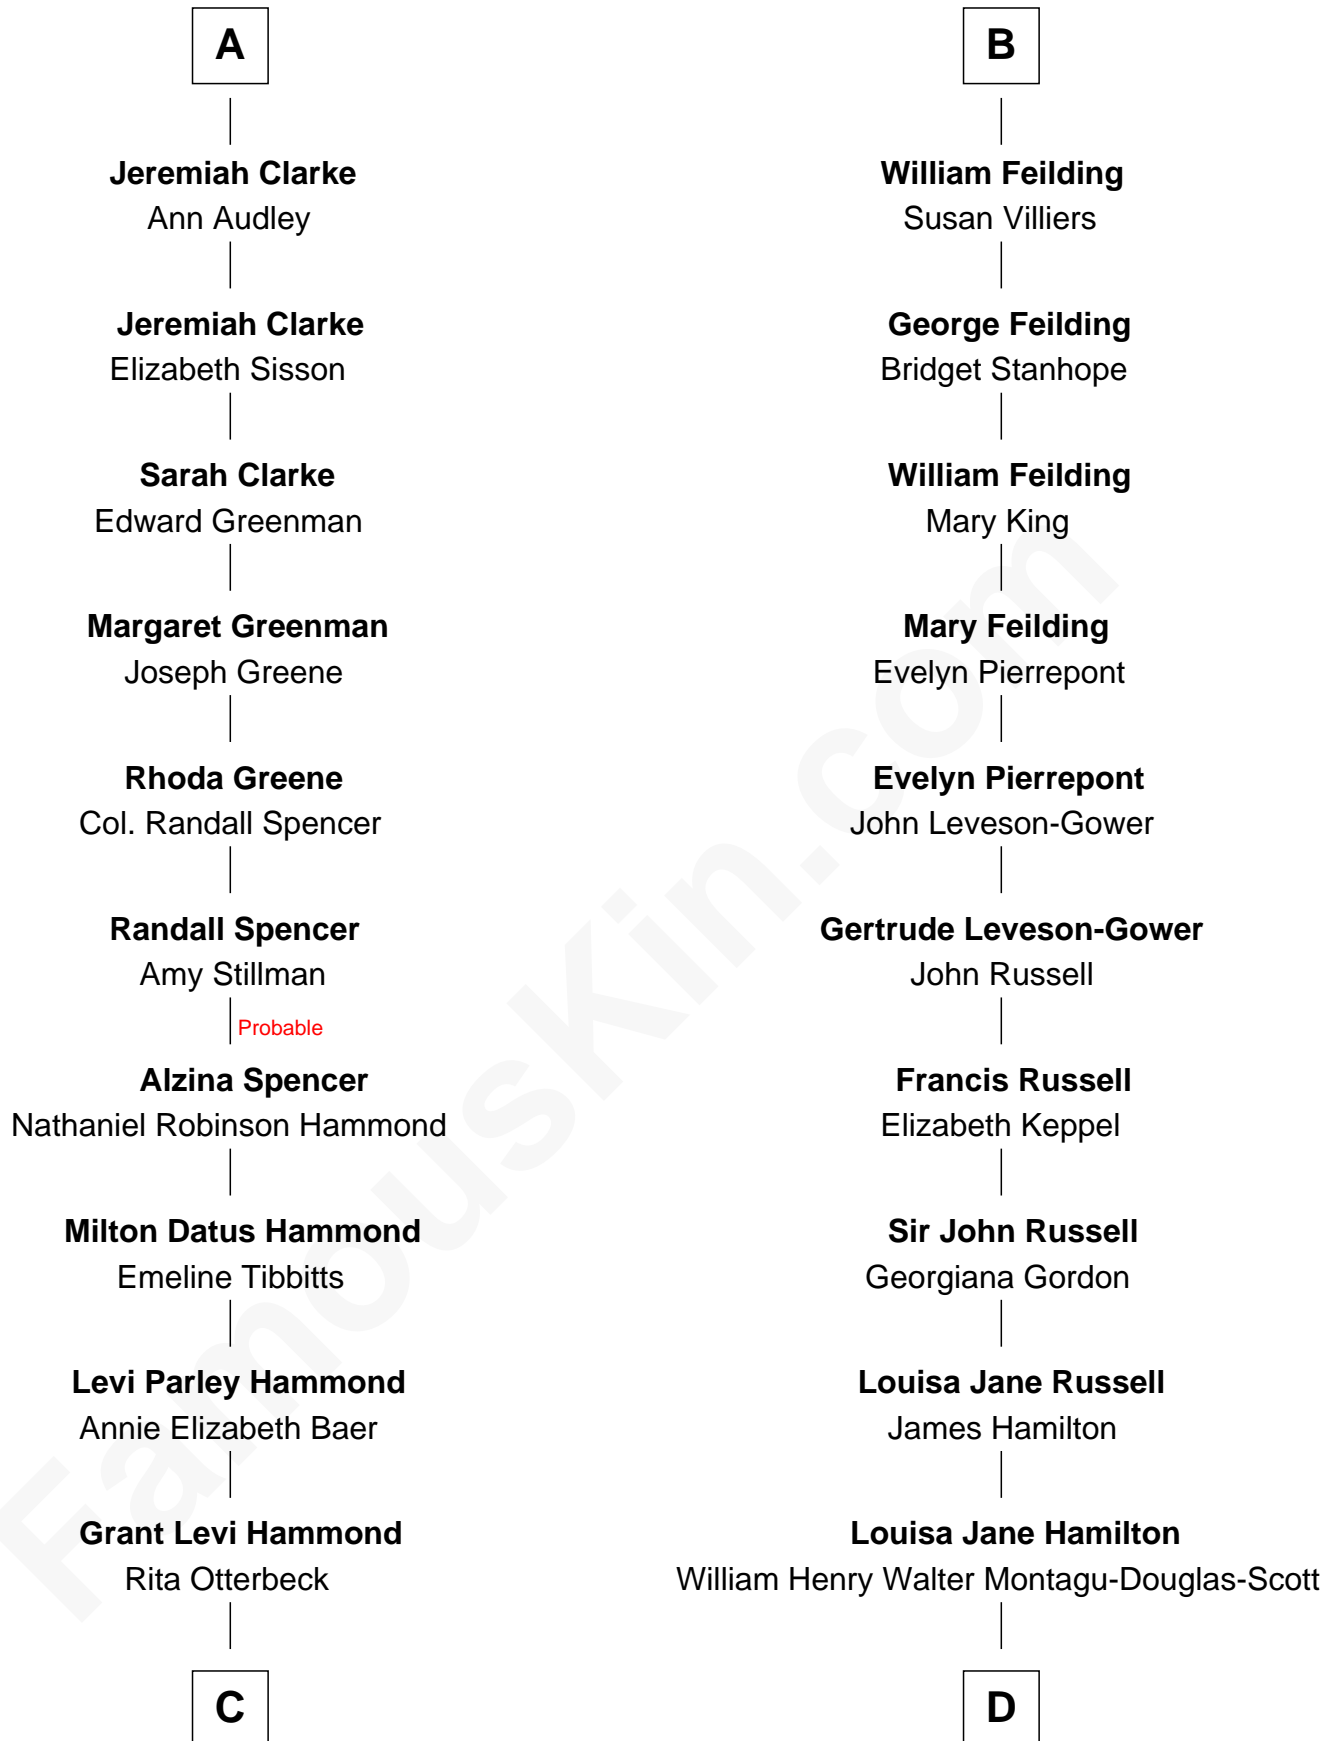 A
Jeremiah Clarke
Ann Audley
Jeremiah Clarke
Elizabeth Sisson
Sarah Clarke
Edward Greenman
Margaret Greenman
Joseph Greene
Rhoda Greene
Col. Randall Spencer
Randall Spencer
Amy Stillman
Probable
Alzina Spencer
Nathaniel Robinson Hammond
Milton Datus Hammond
Emeline Tibbitts
Levi Parley Hammond
Annie Elizabeth Baer
Grant Levi Hammond
Rita Otterbeck
C
B
William Feilding
Susan Villiers
George Feilding
Bridget Stanhope
William Feilding
Mary King
Mary Feilding
Evelyn Pierrepont
Evelyn Pierrepont
John Leveson-Gower
Gertrude Leveson-Gower
John Russell
Francis Russell
Elizabeth Keppel
Sir John Russell
Georgiana Gordon
Louisa Jane Russell
James Hamilton
Louisa Jane Hamilton
William Henry Walter Montagu-Douglas-Scott
D
FamousKin.com